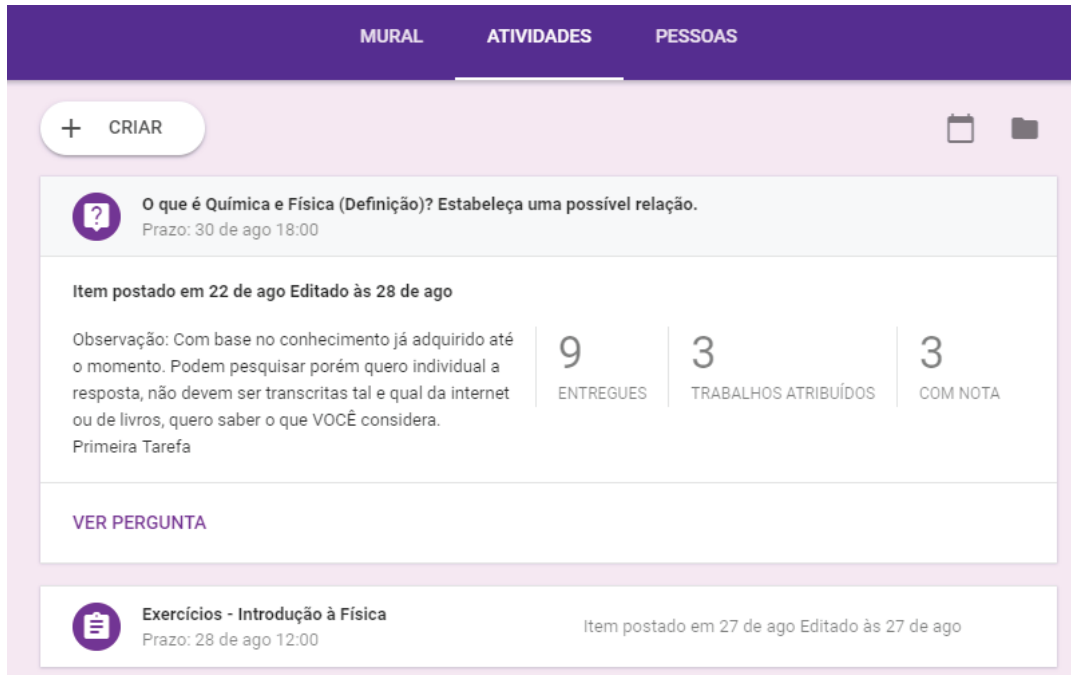 MURAL ATIVIDADES PESSOAS
+ CRIAR
O que é Química e Física (Definição)? Estabeleça uma possível relação.
Prazo: 30 de ago 18:00
Item postado em 22 de ago Editado às 28 de ago
Observação: Com base no conhecimento já adquirido até
o momento. Podem pesquisar porém quero individual a
resposta, não devem ser transcritas tal e qual da internet
ou de livros, quero saber o que VOCÊ considera.
Primeira Tarefa
9 3 3
ENTREGUES TRABALHOS ATRIBUÍDOS COM NOTA
VER PERGUNTA
Exercícios - Introdução à Física
Prazo: 28 de ago 12:00
Item postado em 27 de ago Editado às 27 de ago